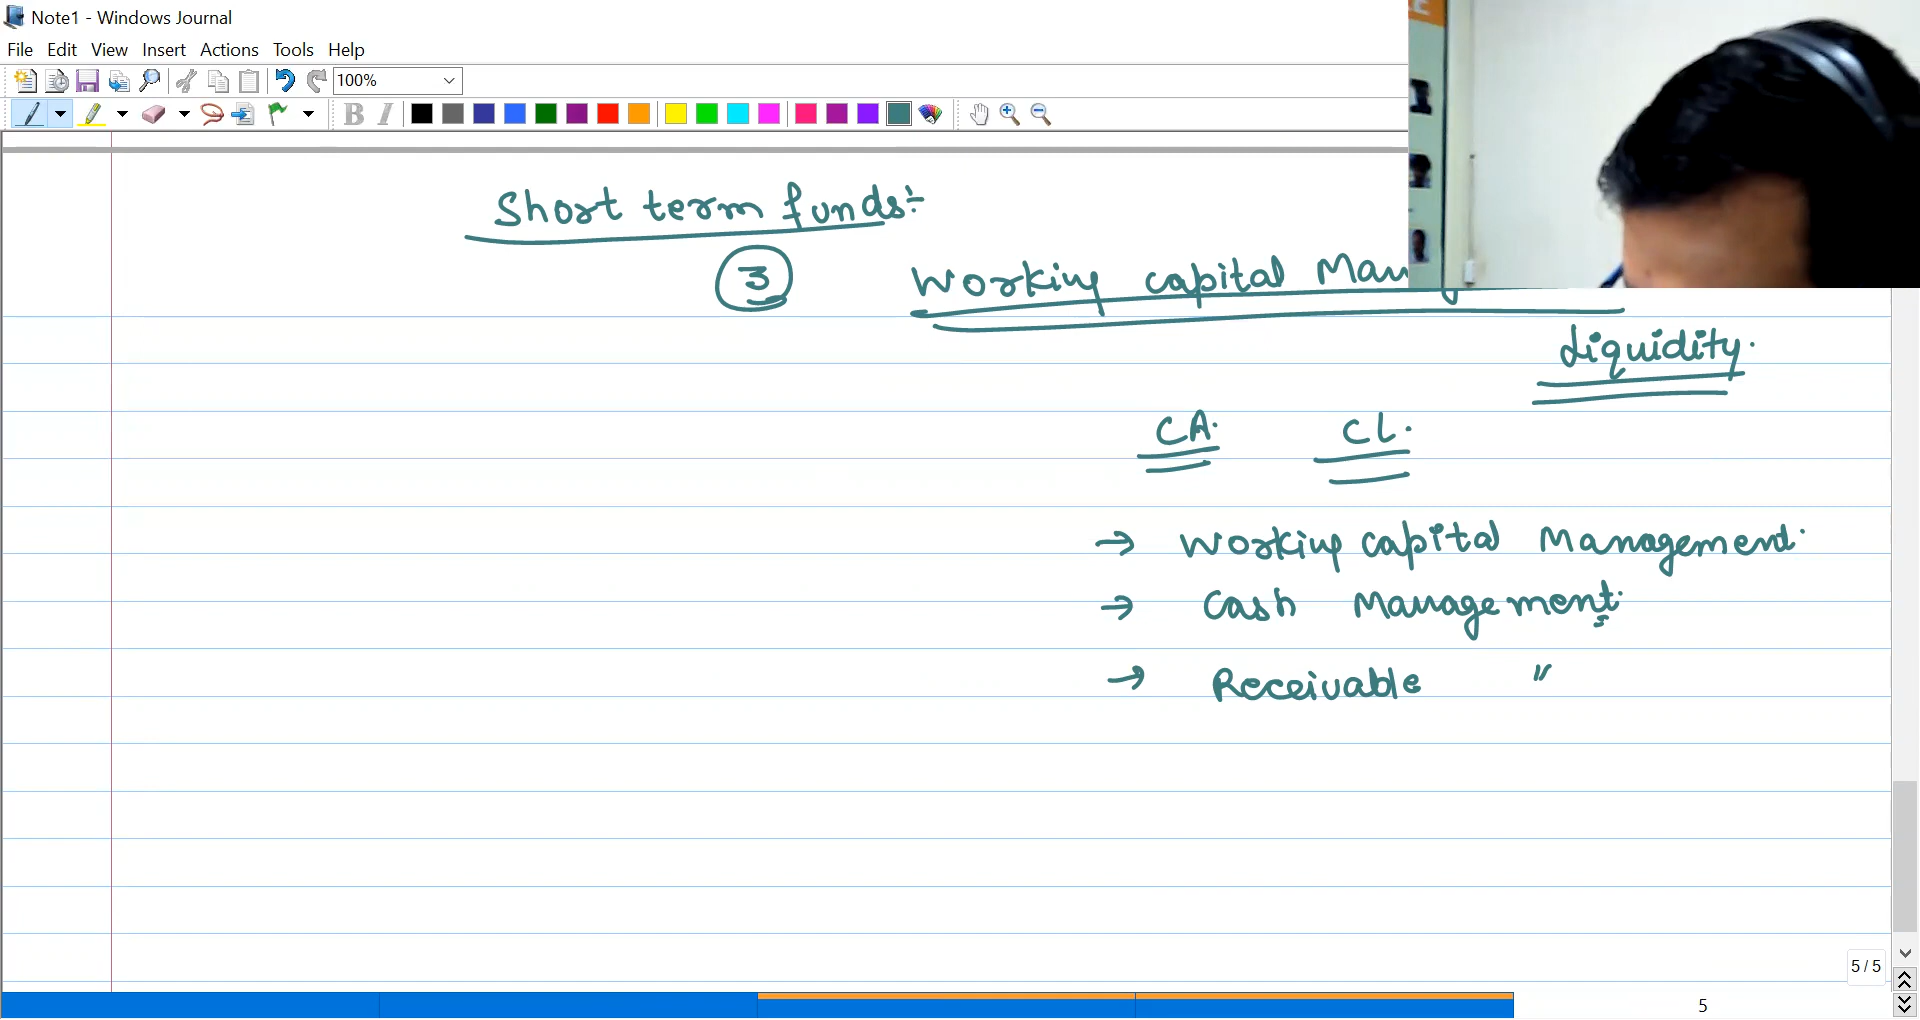 Note1 - Windows Journal
File Edit View Insert Actions Tools Help
100%
B I
Short term funds:-
3 Working capital
Liquidity.
CA. CL.
→ Working capital Management.
→ Cash Management.
→ Receivable "
5 / 5
5